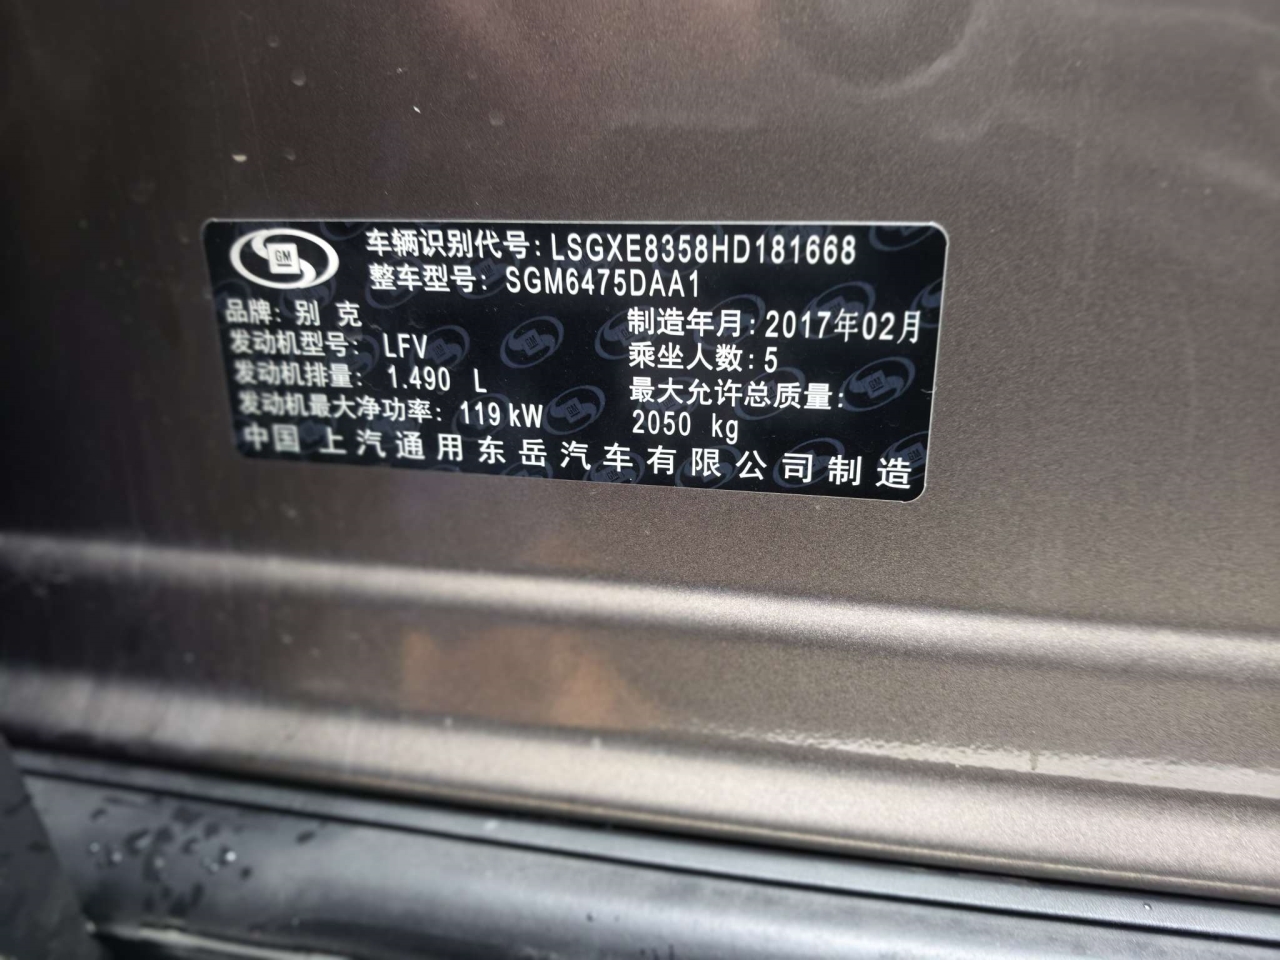 GM
车辆识别代号: LSGXE8358HD181668
整车型号: SGM6475DAA1
品牌: 别 克
制造年月: 2017年02月
发动机型号: LFV
乘坐人数: 5
发动机排量: 1.490 L
最大允许总质量:
发动机最大净功率: 119 kW
2050 kg
中国 上汽通用东岳汽车有限公司制造